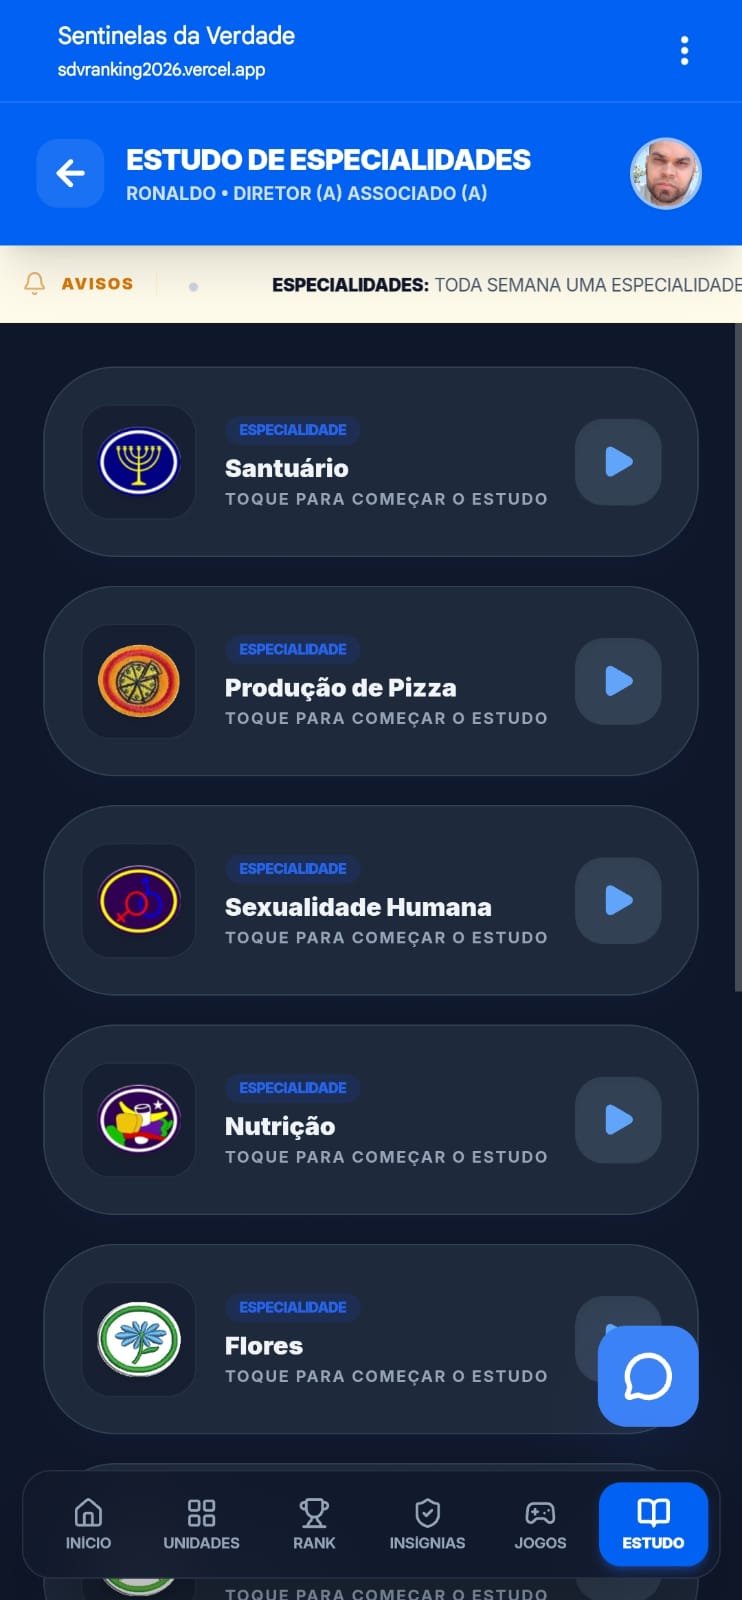 Sentinelas da Verdade
sdvranking2026.vercel.app
ESTUDO DE ESPECIALIDADES
RONALDO • DIRETOR (A) ASSOCIADO (A)
AVISOS
ESPECIALIDADES: TODA SEMANA UMA ESPECIALIDADE
ESPECIALIDADE
Santuário
TOQUE PARA COMEÇAR O ESTUDO
ESPECIALIDADE
Produção de Pizza
TOQUE PARA COMEÇAR O ESTUDO
ESPECIALIDADE
Sexualidade Humana
TOQUE PARA COMEÇAR O ESTUDO
ESPECIALIDADE
Nutrição
TOQUE PARA COMEÇAR O ESTUDO
ESPECIALIDADE
Flores
TOQUE PARA COMEÇAR O ESTUDO
INÍCIO
UNIDADES
RANK
INSÍGNIAS
JOGOS
ESTUDO
TOQUE PARA COMEÇAR O ESTUDO